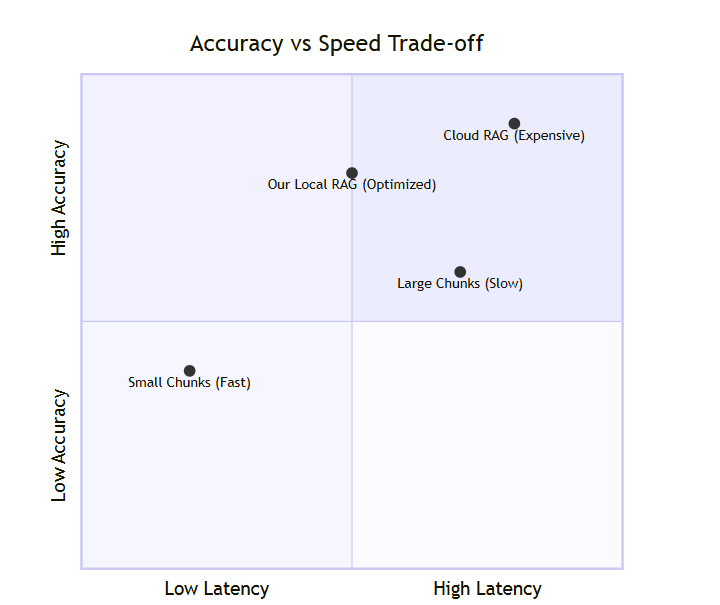 Accuracy vs Speed Trade-off
High Accuracy
Cloud RAG (Expensive)
Our Local RAG (Optimized)
Large Chunks (Slow)
Low Accuracy
Small Chunks (Fast)
Low Latency
High Latency